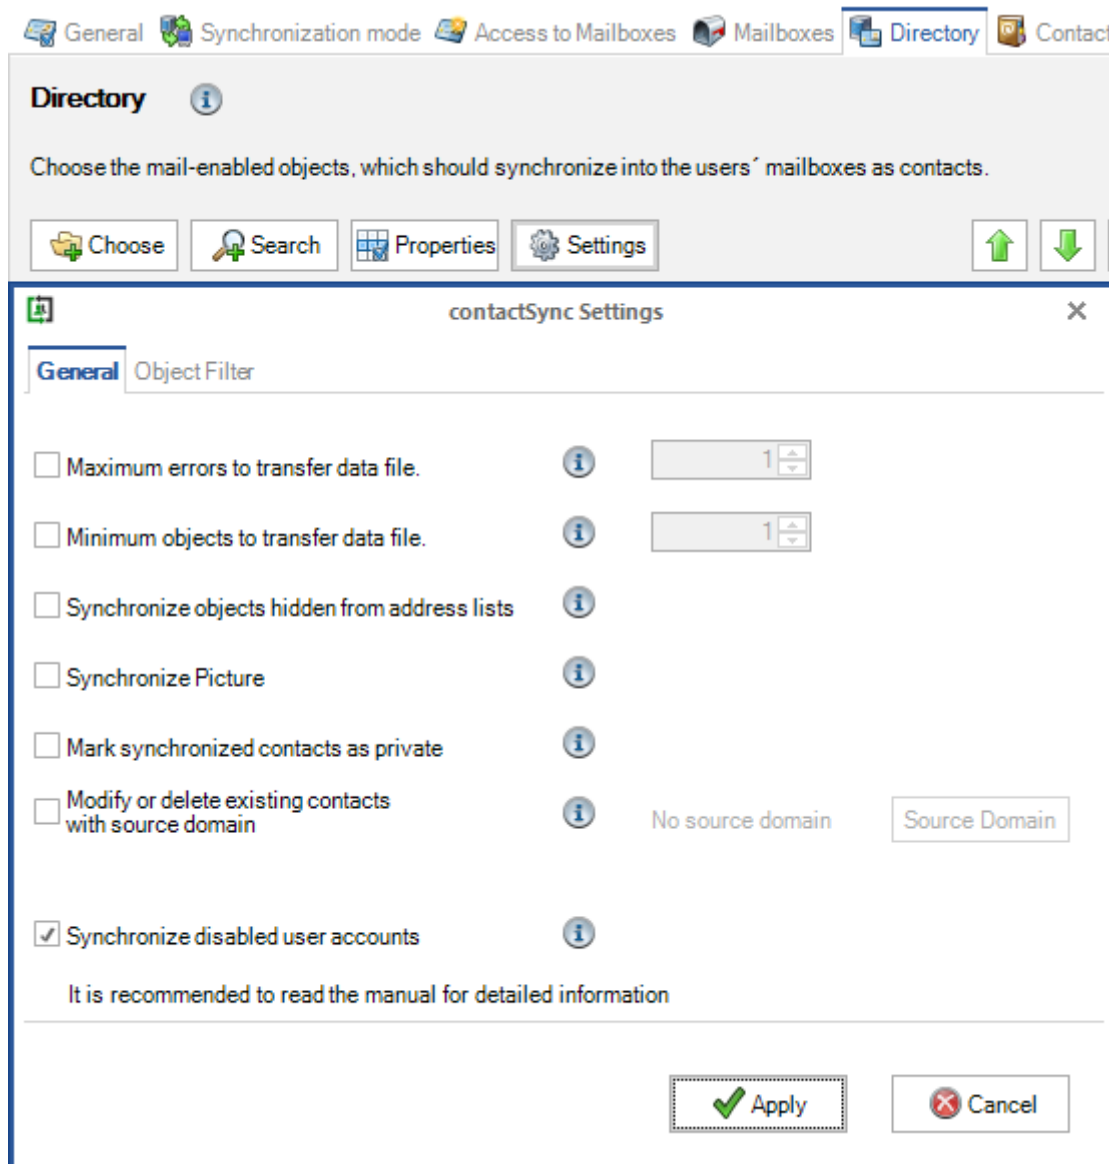 General Synchronization mode Access to Mailboxes Mailboxes Directory Contact
Directory
Choose the mail-enabled objects, which should synchronize into the users´ mailboxes as contacts.
Choose Search Properties Settings
contactSync Settings
General Object Filter
Maximum errors to transfer data file. 1
Minimum objects to transfer data file. 1
Synchronize objects hidden from address lists
Synchronize Picture
Mark synchronized contacts as private
Modify or delete existing contacts
with source domain
No source domain Source Domain
Synchronize disabled user accounts
It is recommended to read the manual for detailed information
Apply Cancel